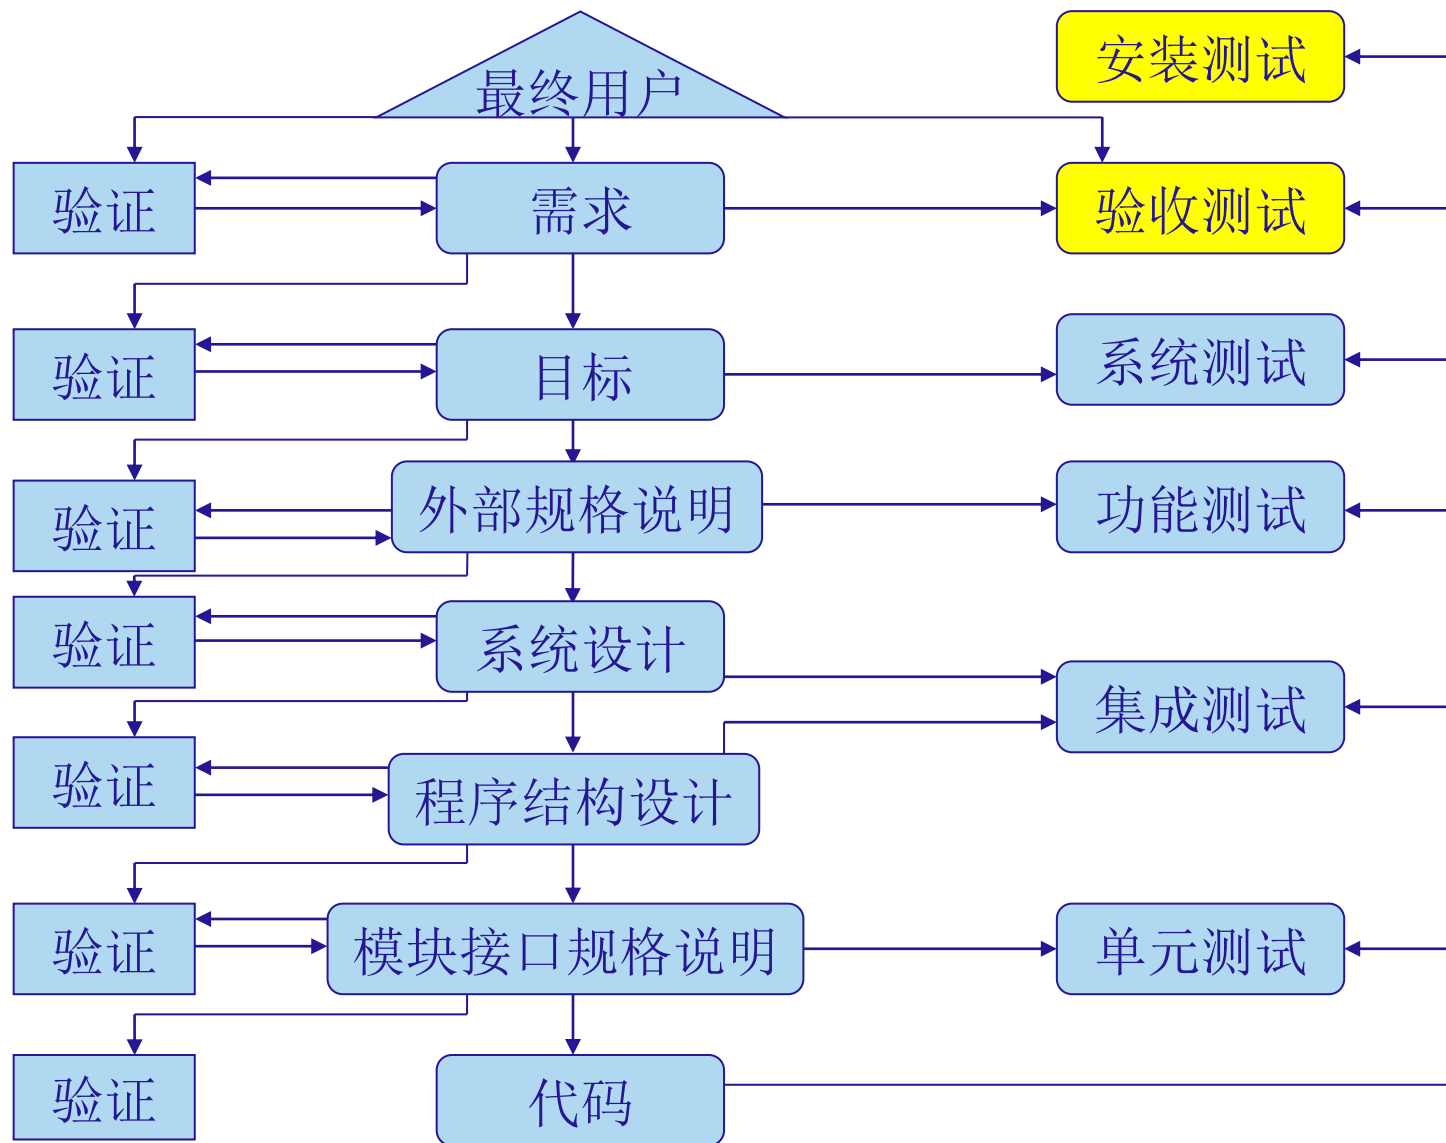 最终用户
安装测试
验证
需求
验收测试
验证
目标
系统测试
验证
外部规格说明
功能测试
验证
系统设计
集成测试
验证
程序结构设计
验证
模块接口规格说明
单元测试
验证
代码